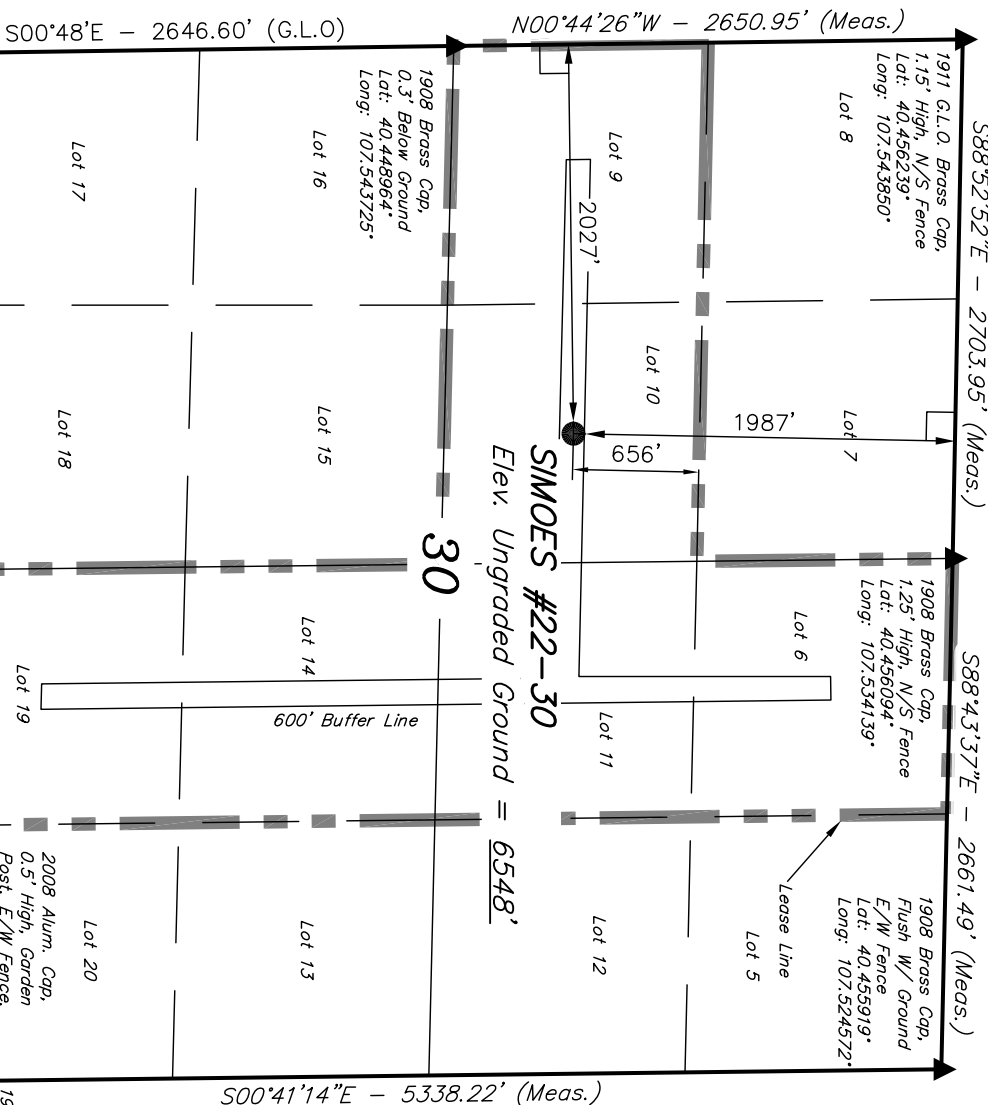 S00°48'E - 2646.60' (G.L.O)
N00°44'26"W - 2650.95' (Meas.)
S88°52'52"E - 2703.95' (Meas.)
S88°43'37"E - 2661.49' (Meas.)
1911 G.L.O. Brass Cap,
1.15' High, N/S Fence
Lat: 40.456239°
Long: 107.543850°
Lot 8
Lot 9
1908 Brass Cap,
0.3' Below Ground
Lat: 40.448964°
Long: 107.543725°
Lot 16
Lot 17
2027'
Lot 10
Lot 7
1987'
656'
Lot 15
Lot 18
SIMOES #22-30
Elev. Ungraded Ground = 6548'
30
1908 Brass Cap,
1.25' High, N/S Fence
Lat: 40.456094°
Long: 107.534139°
Lot 6
Lot 14
Lot 19
600' Buffer Line
Lot 11
Lease Line
1908 Brass Cap,
Flush W/ Ground
E/W Fence
Lat: 40.455919°
Long: 107.524572°
Lot 5
Lot 12
Lot 13
Lot 20
2008 Alum. Cap,
0.5' High, Garden
Post, E/W Fence,
S00°41'14"E - 5338.22' (Meas.)
19